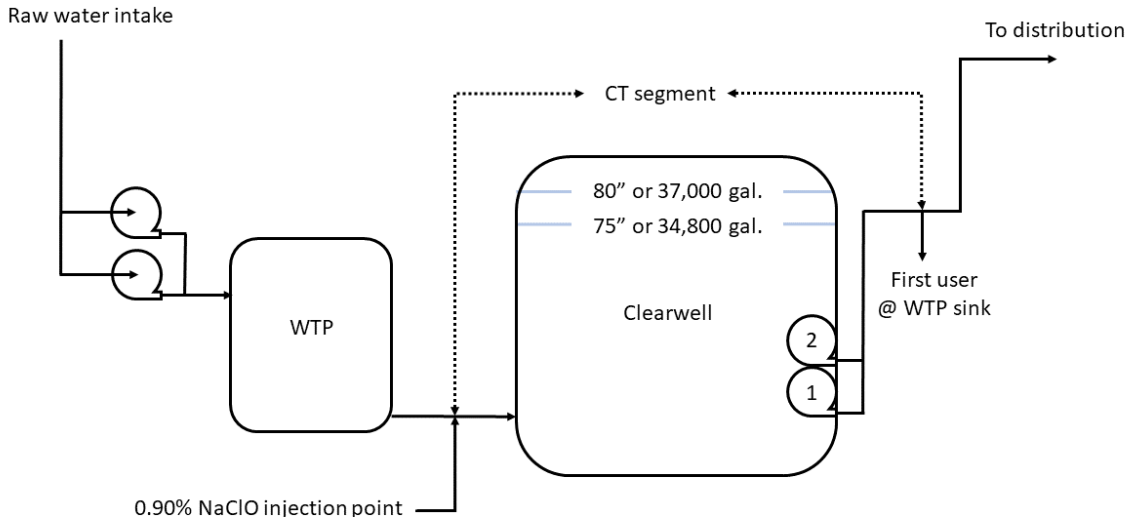 Raw water intake
To distribution
CT segment
80” or 37,000 gal.
75” or 34,800 gal.
First user
@ WTP sink
WTP
Clearwell
2
1
0.90% NaClO injection point